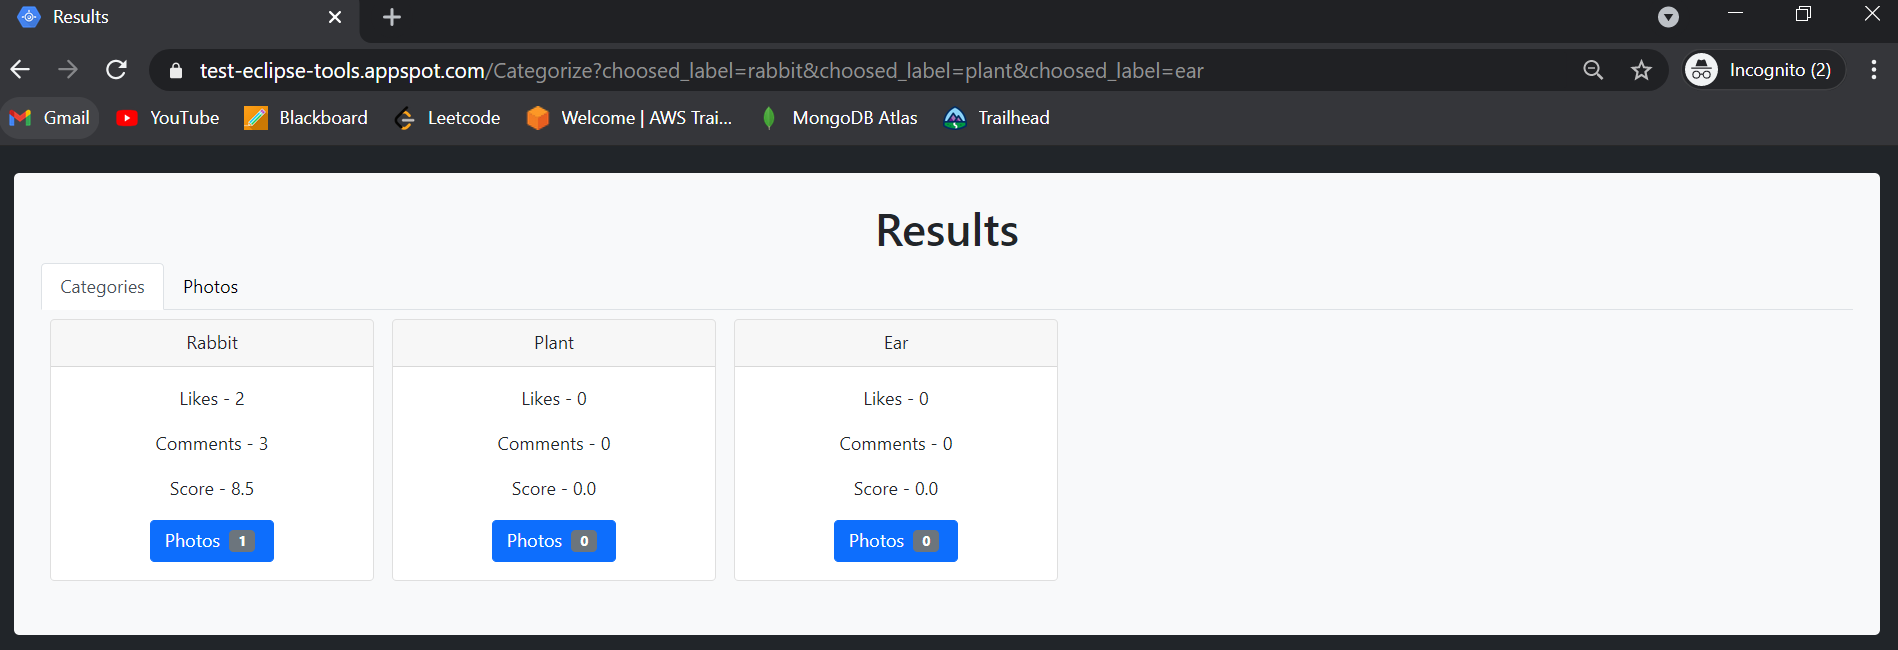 Results
test-eclipse-tools.appspot.com/Categorize?choosed_label=rabbit&choosed_label=plant&choosed_label=ear
Incognito (2)
Gmail YouTube Blackboard Leetcode Welcome | AWS Trai... MongoDB Atlas Trailhead
Results
Categories Photos
Rabbit
Likes - 2
Comments - 3
Score - 8.5
Photos 1
Plant
Likes - 0
Comments - 0
Score - 0.0
Photos 0
Ear
Likes - 0
Comments - 0
Score - 0.0
Photos 0